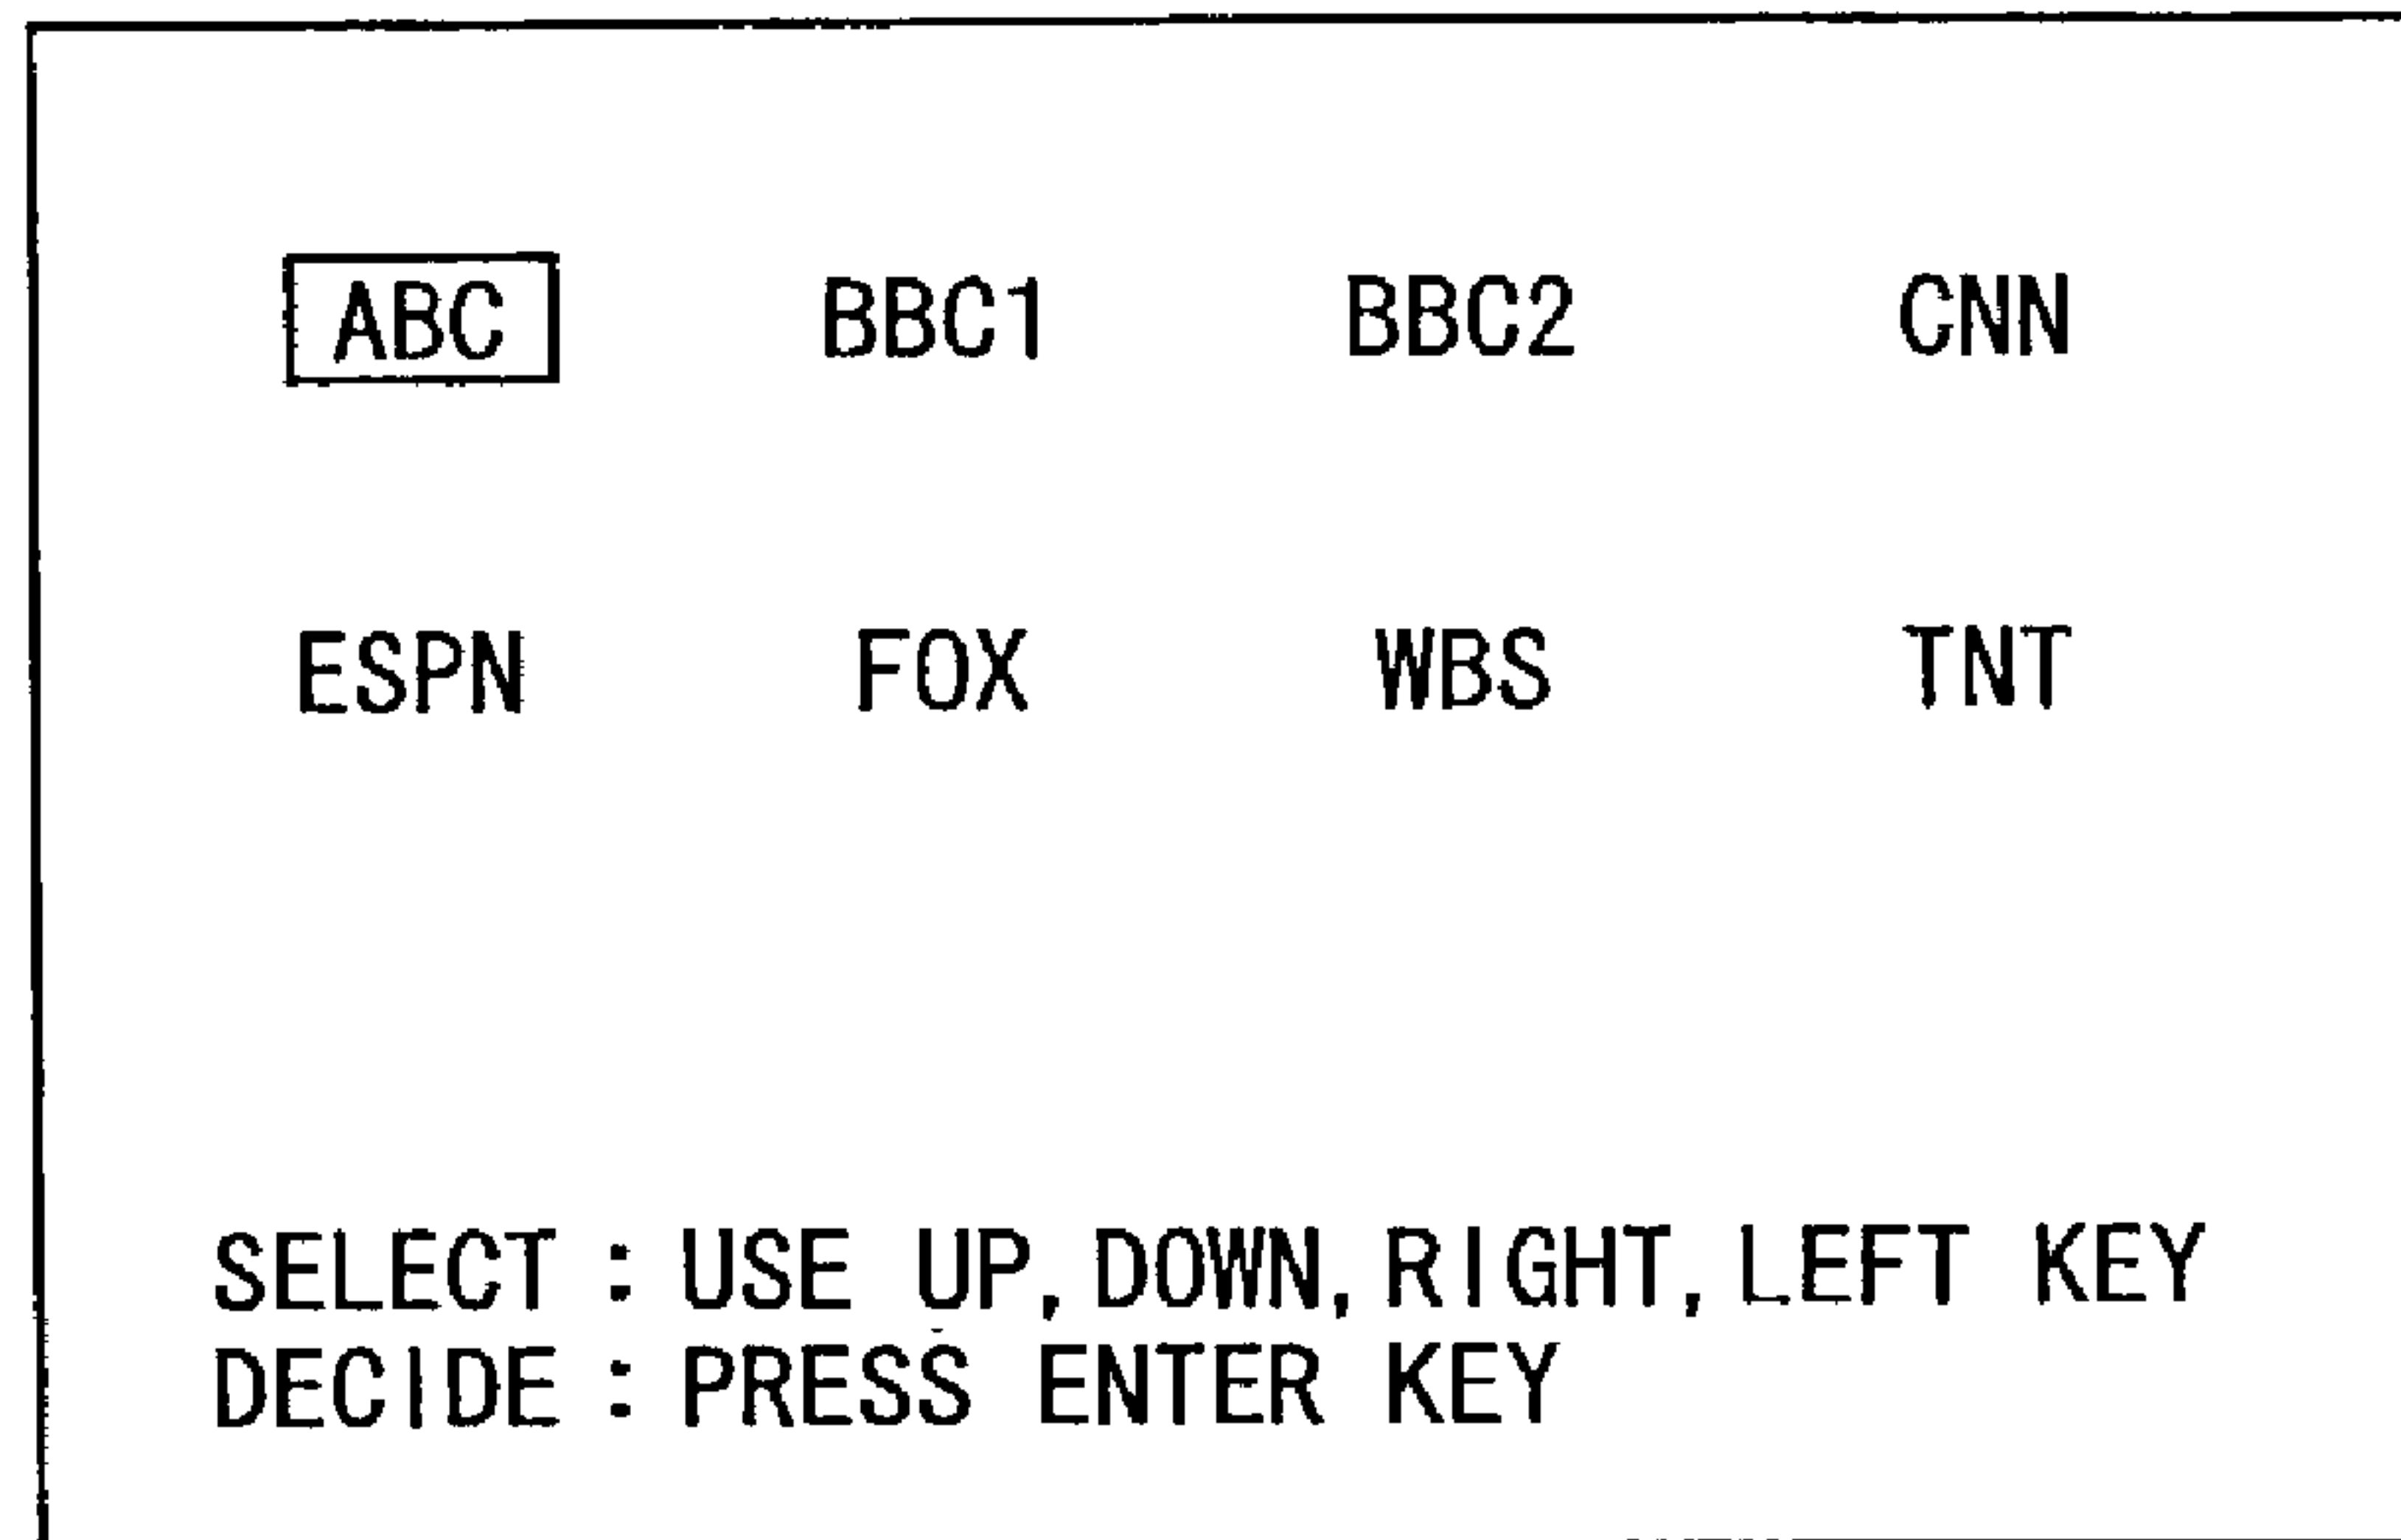 ABC BBC1 BBC2 CNN
ESPN FOX WBS TNT
SELECT : USE UP, DOWN, RIGHT, LEFT KEY
DECIDE : PRESS ENTER KEY